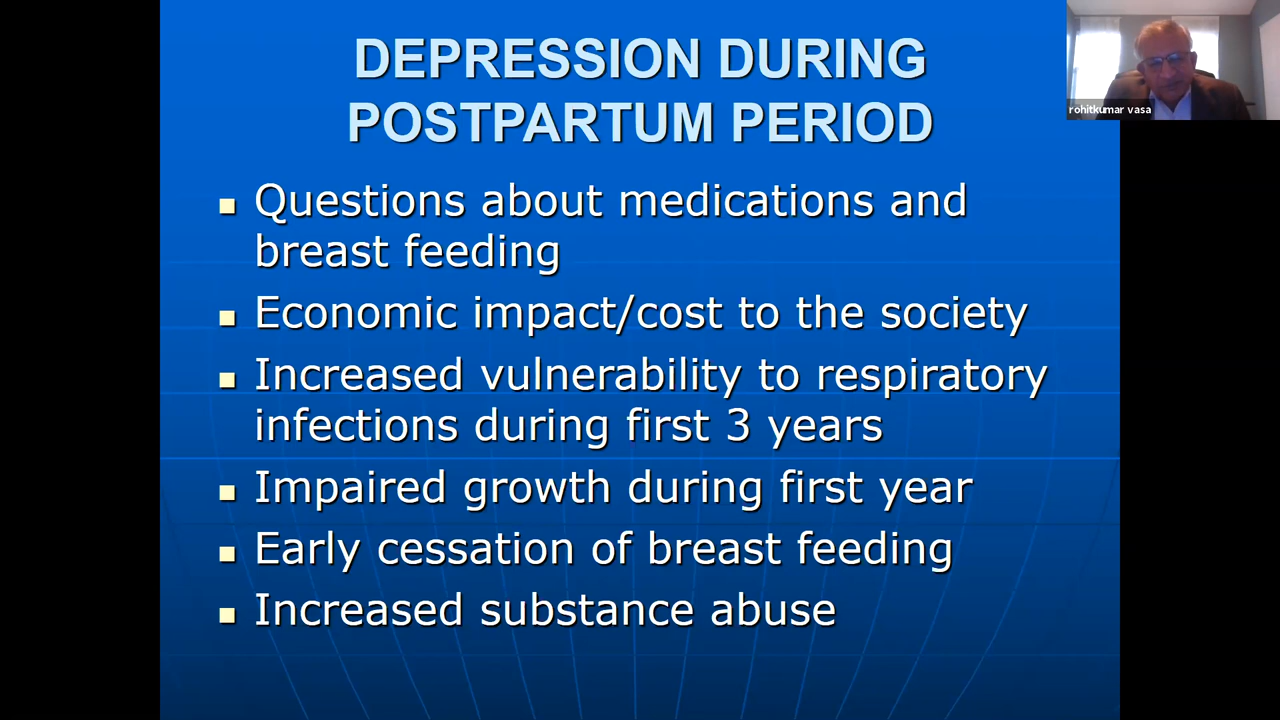 DEPRESSION DURING
POSTPARTUM PERIOD
rohitkumar vasa
Questions about medications and
breast feeding
Economic impact/cost to the society
Increased vulnerability to respiratory
infections during first 3 years
Impaired growth during first year
Early cessation of breast feeding
Increased substance abuse